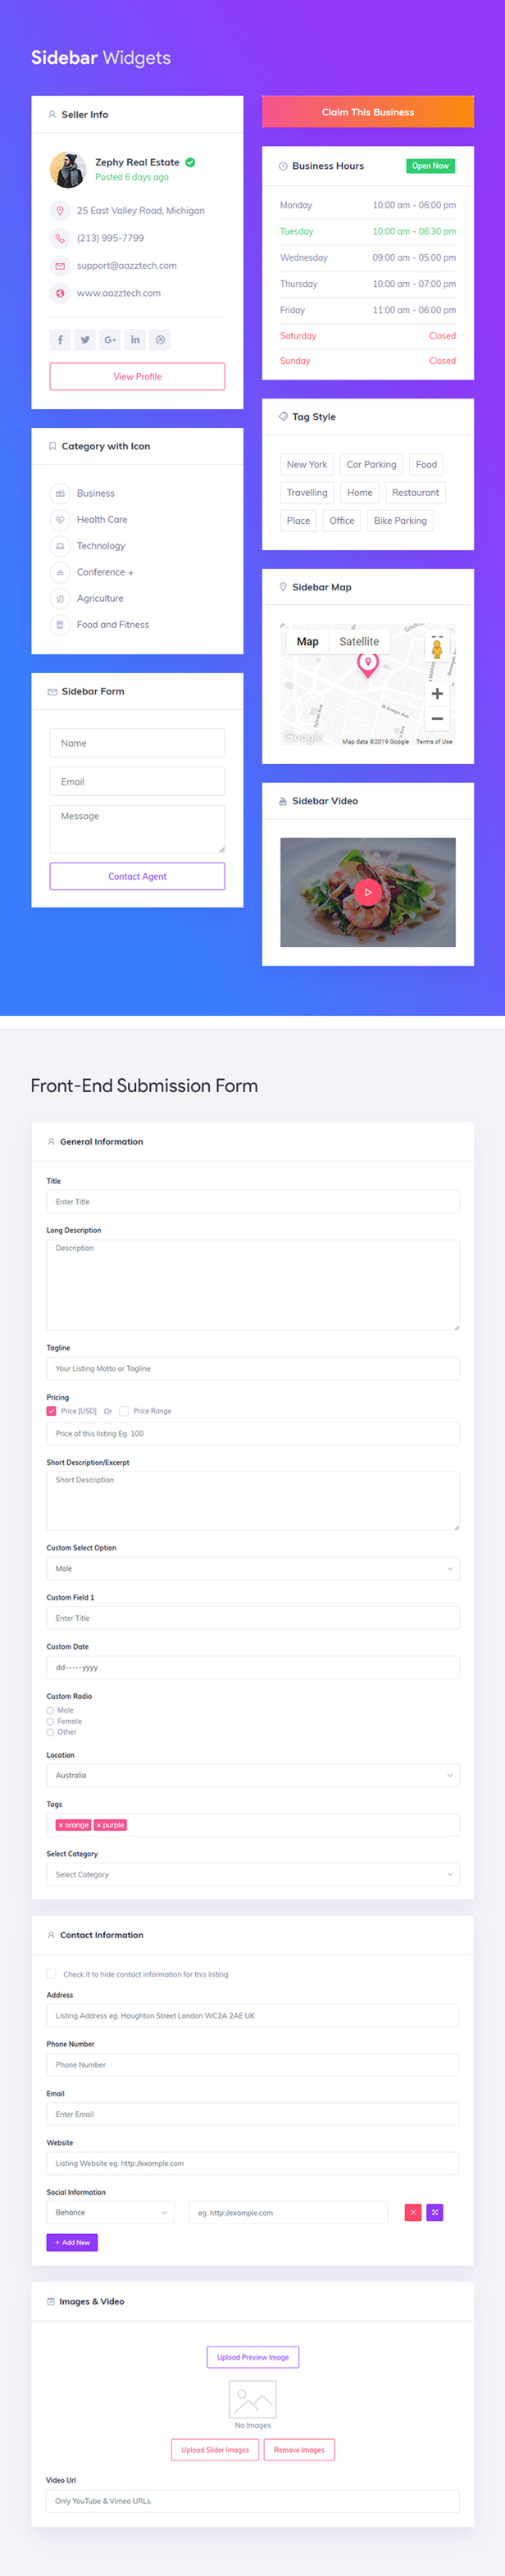 Sidebar Widgets
Seller Info
Zephy Real Estate
Posted 6 days ago
25 East Valley Road, Michigan
(213) 995-7799
support@aazztech.com
www.aazztech.com
View Profile
Category with Icon
Business
Health Care
Technology
Conference +
Agriculture
Food and Fitness
Sidebar Form
Name
Email
Message
Contact Agent
Claim This Business
Business Hours Open Now
Monday 10:00 am - 06:00 pm
Tuesday 10:00 am - 06:30 pm
Wednesday 09:00 am - 05:00 pm
Thursday 10:00 am - 07:00 pm
Friday 11:00 am - 06:00 pm
Saturday Closed
Sunday Closed
Tag Style
New York Car Parking Food
Travelling Home Restaurant
Place Office Bike Parking
Sidebar Map
Map Satellite
Sylvan Ave
W Evelyn Ave
Google Map data ©2019 Google Terms of Use
Sidebar Video
Front-End Submission Form
General Information
Title
Enter Title
Long Description
Description
Tagline
Your Listing Motto or Tagline
Pricing
Price [USD] Or Price Range
Price of this listing Eg. 100
Short Description/Excerpt
Short Description
Custom Select Option
Male
Custom Field 1
Enter Title
Custom Date
dd-----yyyy
Custom Radio
Male
Female
Other
Location
Australia
Tags
× orange × purple
Select Category
Select Category
Contact Information
Check it to hide contact information for this listing
Address
Listing Address eg. Houghton Street London WC2A 2AE UK
Phone Number
Phone Number
Email
Enter Email
Website
Listing Website eg. http://example.com
Social Information
Behance eg. http://example.com
+ Add New
Images & Video
Upload Preview Image
No Images
Upload Slider Images Remove Images
Video Url
Only YouTube & Vimeo URLs.